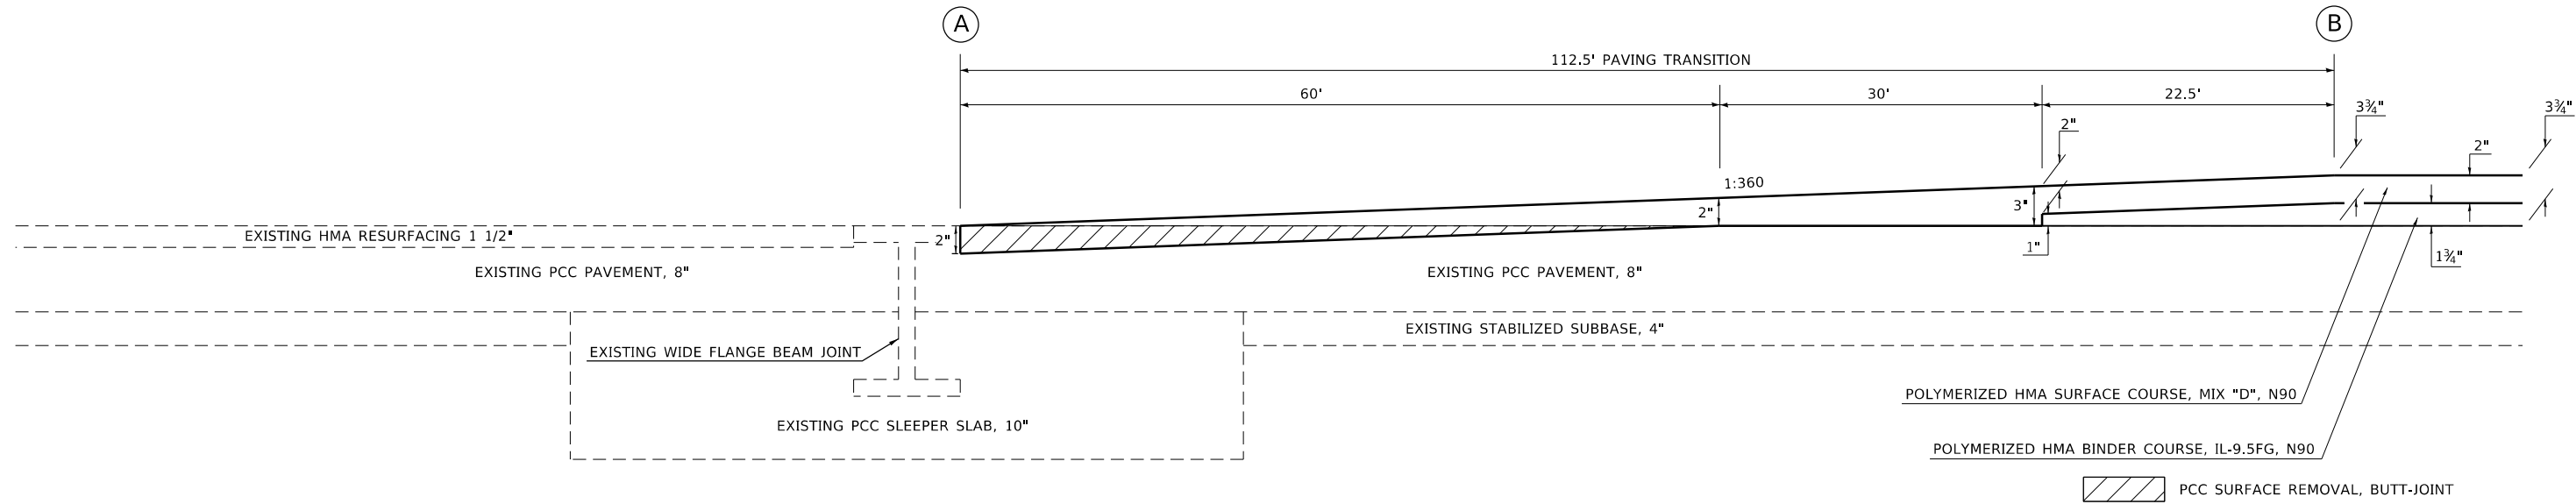 A
B
112.5' PAVING TRANSITION
60'
30'
22.5'
3¾"
3¾"
2"
2"
1:360
2"
3"
EXISTING HMA RESURFACING 1 1/2"
2"
1"
1¾"
EXISTING PCC PAVEMENT, 8"
EXISTING PCC PAVEMENT, 8"
EXISTING STABILIZED SUBBASE, 4"
EXISTING WIDE FLANGE BEAM JOINT
POLYMERIZED HMA SURFACE COURSE, MIX "D", N90
EXISTING PCC SLEEPER SLAB, 10"
POLYMERIZED HMA BINDER COURSE, IL-9.5FG, N90
PCC SURFACE REMOVAL, BUTT-JOINT